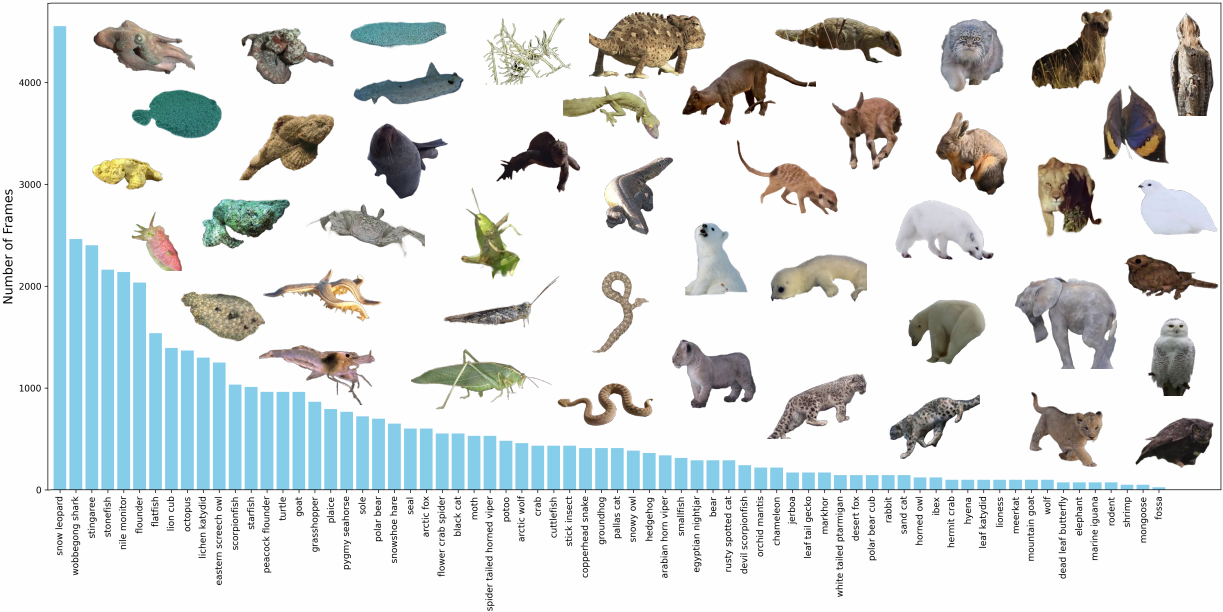 Number of Frames
4000
3000
2000
1000
0
snow leopard
wobbegong shark
stingaree
stonefish
nile monitor
flounder
flatfish
lion cub
octopus
lichen katydid
eastern screech owl
scorpionfish
starfish
peacock flounder
turtle
goat
grasshopper
plaice
pygmy seahorse
sole
polar bear
snowshoe hare
seal
arctic fox
flower crab spider
black cat
moth
spider tailed horned viper
potoo
arctic wolf
crab
cuttlefish
stick insect
copperhead snake
groundhog
pallas cat
snowy owl
hedgehog
arabian horn viper
smallfish
egyptian nightjar
bear
rusty spotted cat
devil scorpionfish
orchid mantis
chameleon
jerboa
leaf tail gecko
markhor
white tailed ptarmigan
desert fox
polar bear cub
rabbit
sand cat
horned owl
ibex
hermit crab
hyena
leaf katydid
lioness
meerkat
mountain goat
wolf
dead leaf butterfly
elephant
marine iguana
rodent
shrimp
mongoose
fossa